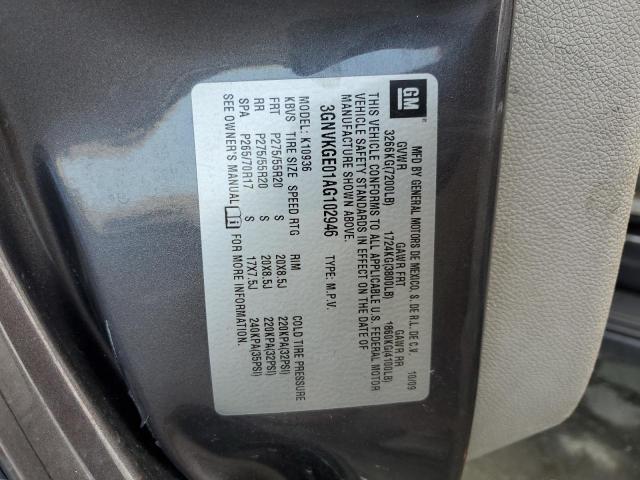 GM
MFD BY GENERAL MOTORS DE MEXICO, S. DE R.L. DE C.V. 10/09
GVWR GAWR FRT GAWR RR
3266KG(7200LB) 1724KG(3800LB) 1860KG(4100LB)
THIS VEHICLE CONFORMS TO ALL APPLICABLE U.S. FEDERAL MOTOR
VEHICLE SAFETY STANDARDS IN EFFECT ON THE DATE OF
MANUFACTURE SHOWN ABOVE.
3GNVKGE01AG102946 TYPE: M.P.V.
MODEL: K10936
KBVS TIRE SIZE SPEED RTG RIM COLD TIRE PRESSURE
FRT P275/55R20 S 20X8.5J 220KPA(32PSI)
RR P275/55R20 S 20X8.5J 220KPA(32PSI)
SPA P265/70R17 S 17X7.5J 240KPA(35PSI)
SEE OWNER'S MANUAL FOR MORE INFORMATION.